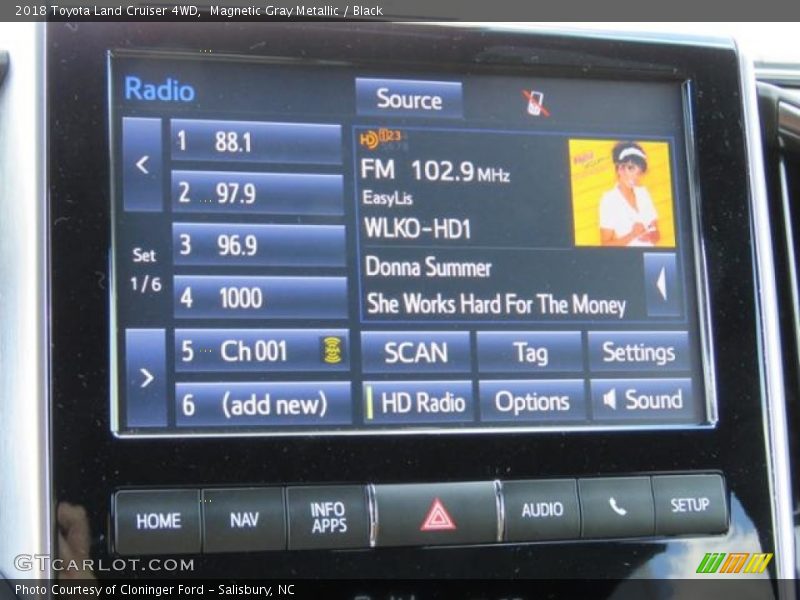 2018 Toyota Land Cruiser 4WD, Magnetic Gray Metallic / Black
Radio
Source
1 88.1
2 97.9
3 96.9
4 1000
5 Ch 001
6 (add new)
<
Set
1/6
>
HD 123
FM 102.9 MHz
EasyLis
WLKO-HD1
Donna Summer
She Works Hard For The Money
SCAN
Tag
Settings
HD Radio
Options
Sound
HOME
NAV
INFO
APPS
AUDIO
SETUP
GTCarLot.com
Photo Courtesy of Cloninger Ford - Salisbury, NC